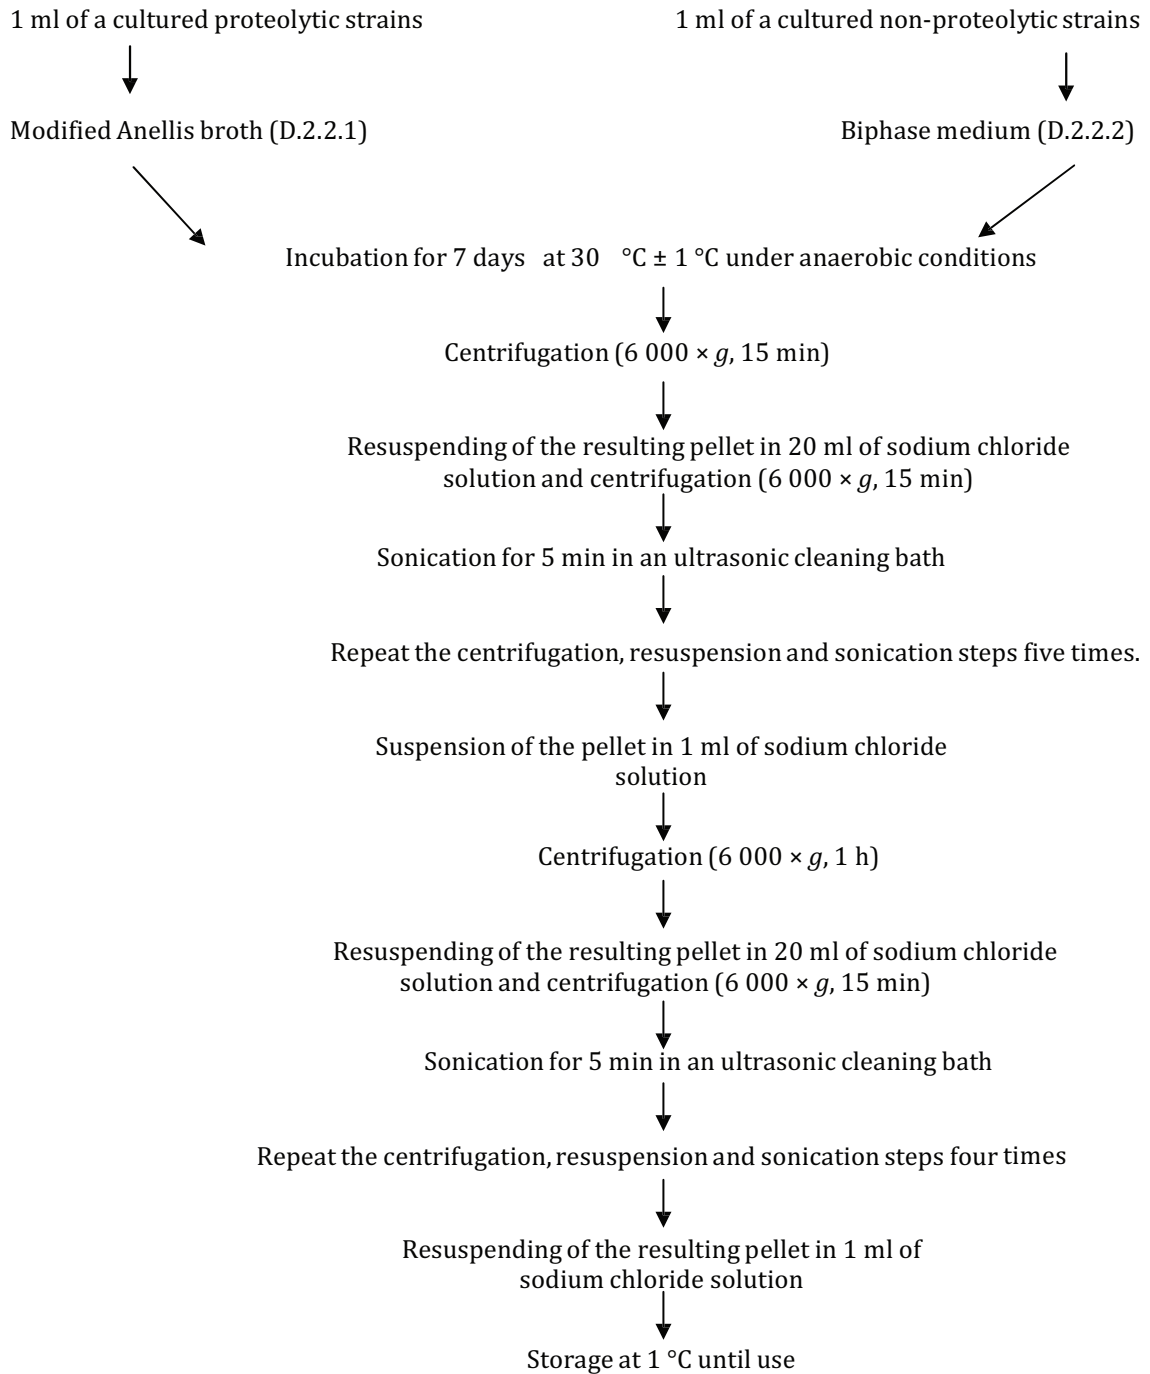 1 ml of a cultured proteolytic strains
1 ml of a cultured non-proteolytic strains
Modified Anellis broth (D.2.2.1)
Biphase medium (D.2.2.2)
Incubation for 7 days at 30 °C ± 1 °C under anaerobic conditions
Centrifugation (6 000 × g, 15 min)
Resuspending of the resulting pellet in 20 ml of sodium chloride
solution and centrifugation (6 000 × g, 15 min)
Sonication for 5 min in an ultrasonic cleaning bath
Repeat the centrifugation, resuspension and sonication steps five times.
Suspension of the pellet in 1 ml of sodium chloride
solution
Centrifugation (6 000 × g, 1 h)
Resuspending of the resulting pellet in 20 ml of sodium chloride
solution and centrifugation (6 000 × g, 15 min)
Sonication for 5 min in an ultrasonic cleaning bath
Repeat the centrifugation, resuspension and sonication steps four times
Resuspending of the resulting pellet in 1 ml of
sodium chloride solution
Storage at 1 °C until use